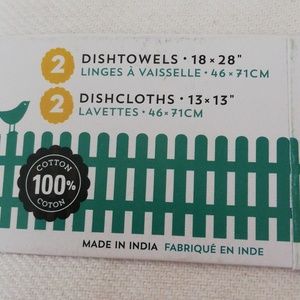 2 DISHTOWELS • 18×28"
LINGES À VAISSELLE • 46×71CM
2 DISHCLOTHS • 13×13"
LAVETTES • 46×71CM
COTTON
100%
COTON
MADE IN INDIA FABRIQUÉ EN INDE